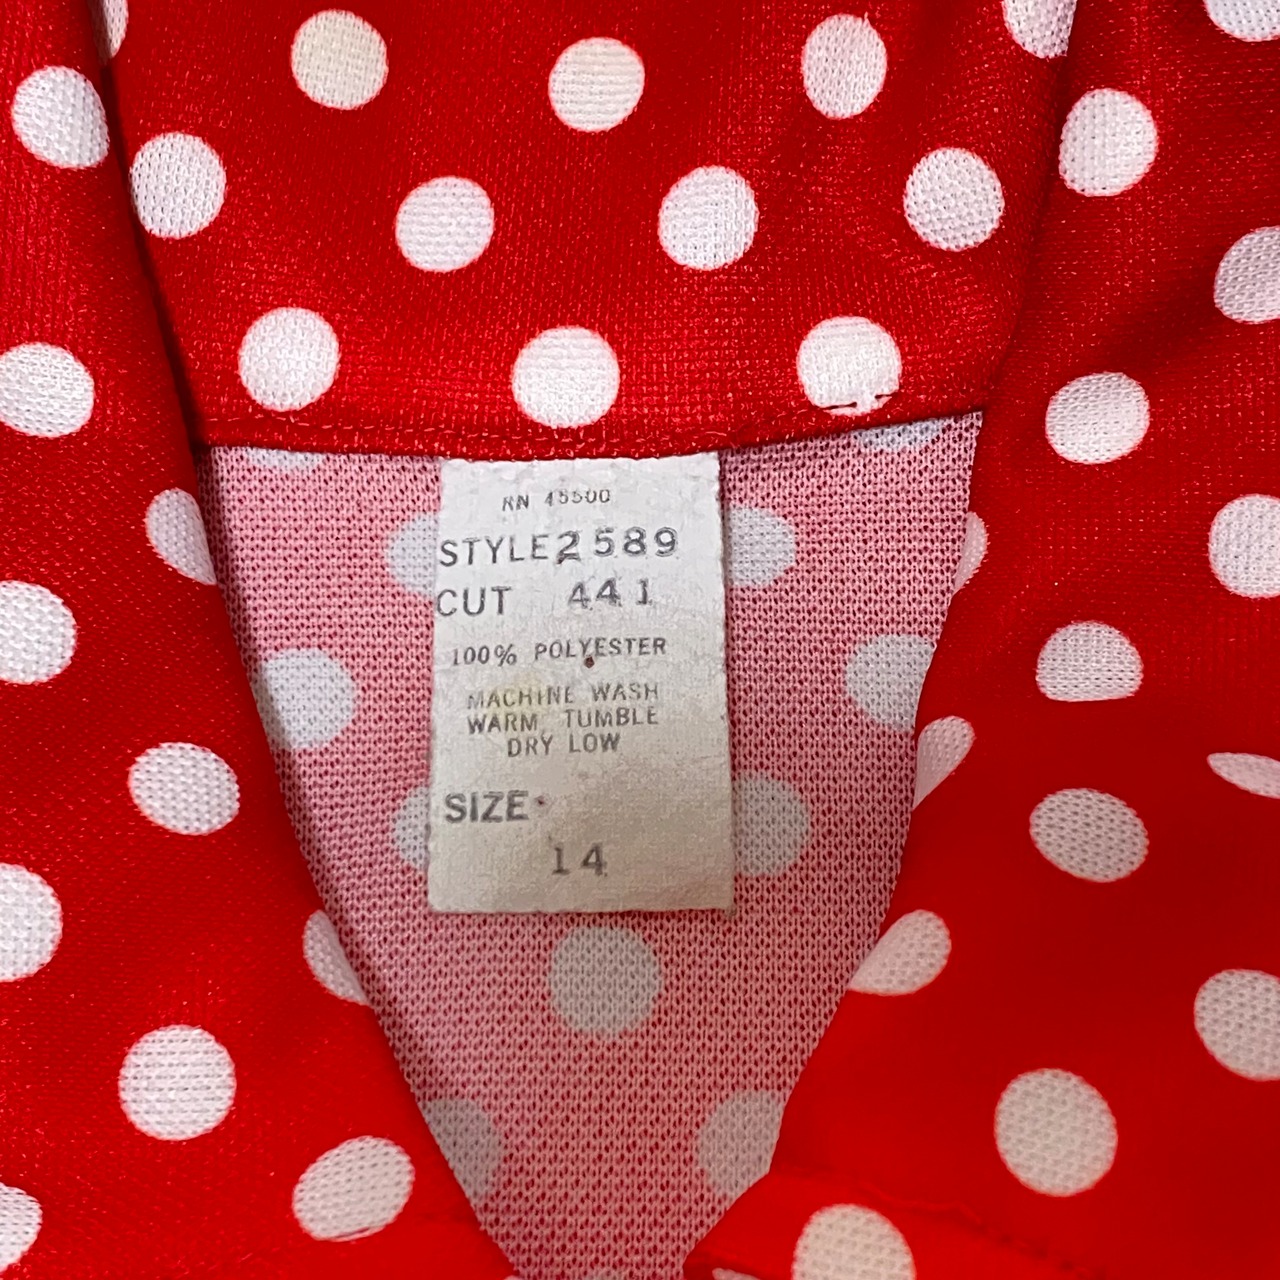 RN 45500
STYLE 2589
CUT 441
100% POLYESTER
MACHINE WASH
WARM TUMBLE
DRY LOW
SIZE
14